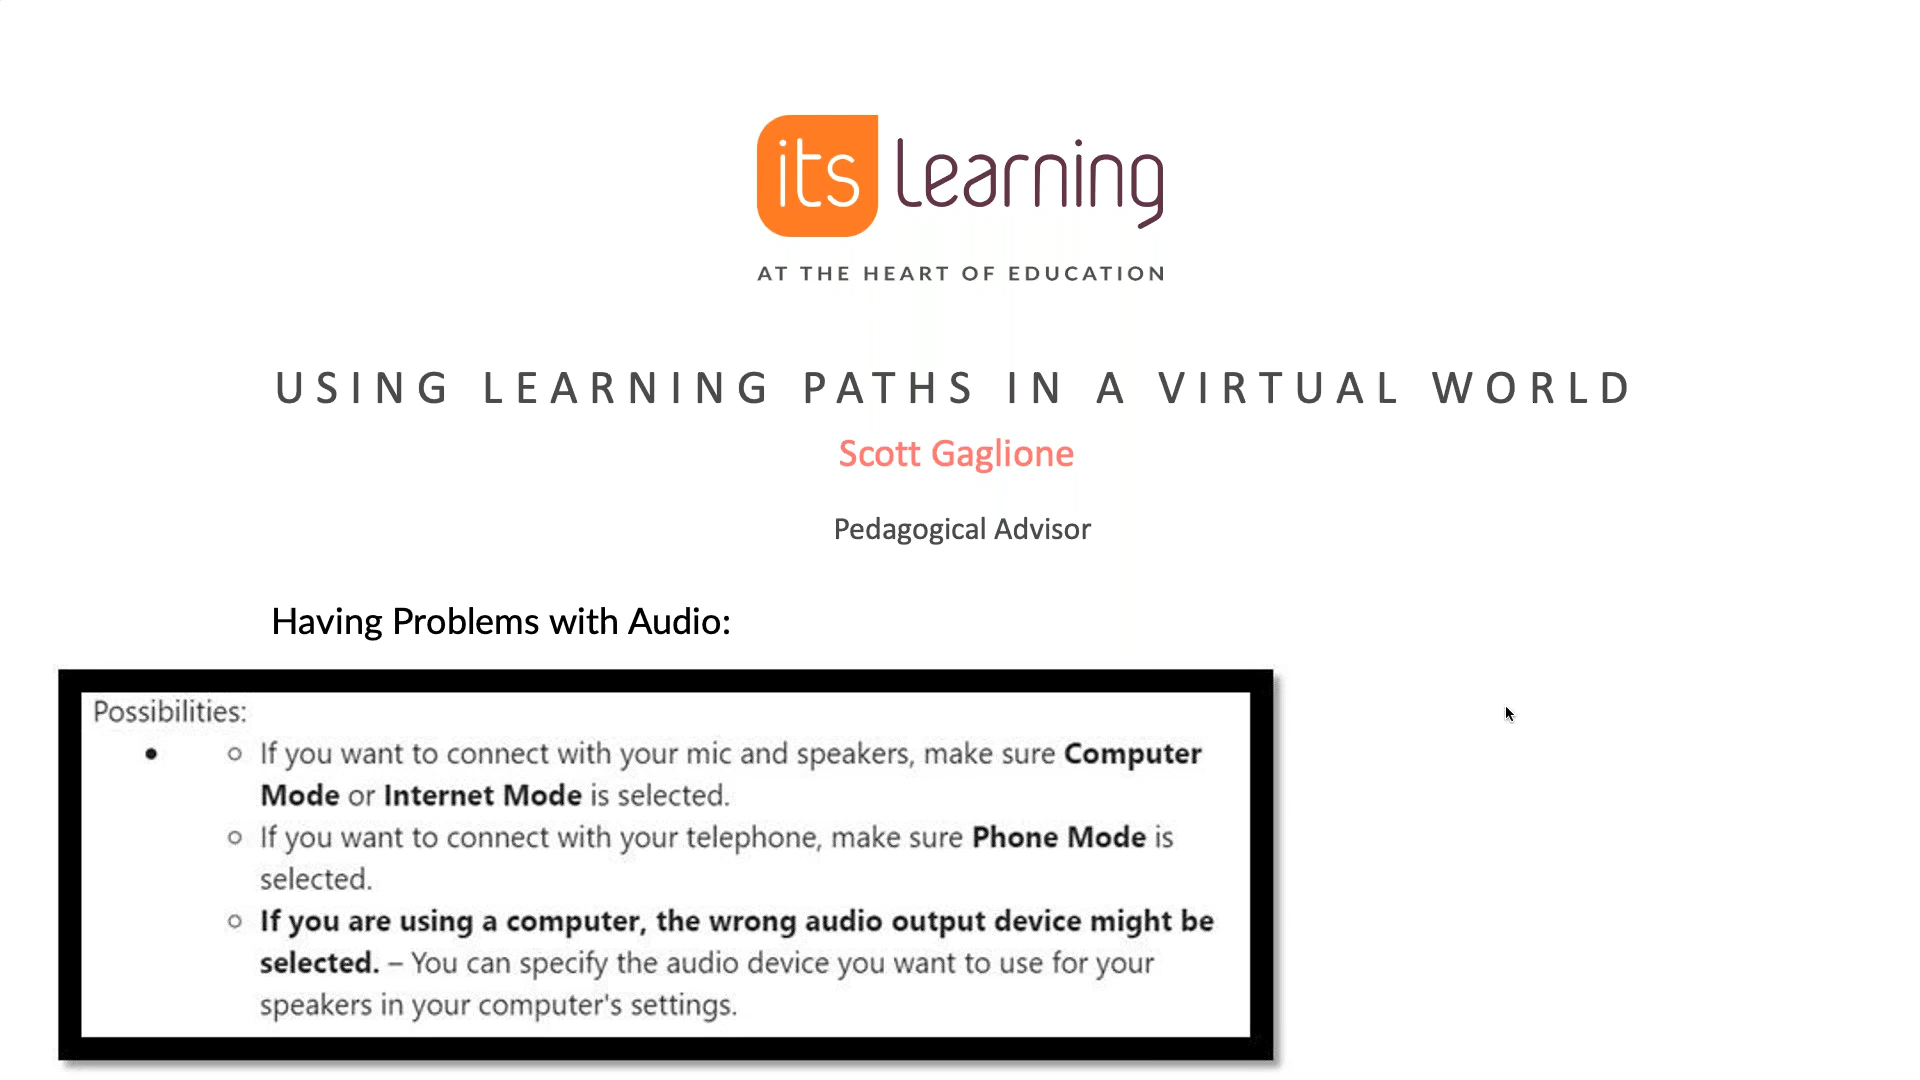 its learning
AT THE HEART OF EDUCATION
USING LEARNING PATHS IN A VIRTUAL WORLD
Scott Gaglione
Pedagogical Advisor
Having Problems with Audio:
Possibilities:
If you want to connect with your mic and speakers, make sure Computer
Mode or Internet Mode is selected.
If you want to connect with your telephone, make sure Phone Mode is
selected.
If you are using a computer, the wrong audio output device might be
selected. – You can specify the audio device you want to use for your
speakers in your computer's settings.